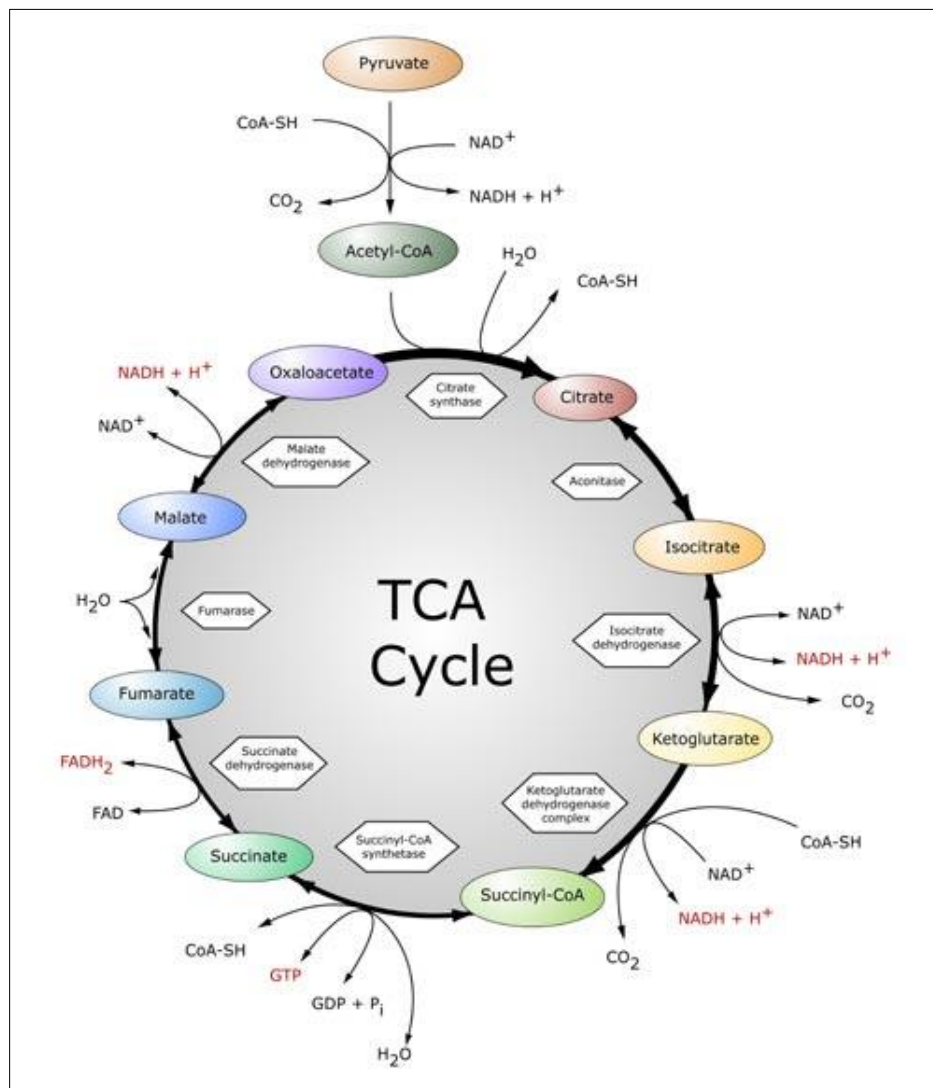 Pyruvate
CoA-SH
NAD+
CO2
NADH + H+
Acetyl-CoA
H2O
CoA-SH
NADH + H+
Oxaloacetate
Citrate
synthase
Citrate
NAD+
Malate
dehydrogenase
Aconitase
Malate
Isocitrate
TCA
Cycle
H2O
Fumarase
Isocitrate
dehydrogenase
NAD+
NADH + H+
CO2
Fumarate
Ketoglutarate
FADH2
Succinate
dehydrogenase
Ketoglutarate
dehydrogenase
complex
FAD
Succinate
Succinyl-CoA
synthetase
CoA-SH
Succinyl-CoA
NAD+
NADH + H+
CoA-SH
GTP
CO2
GDP + Pi
H2O